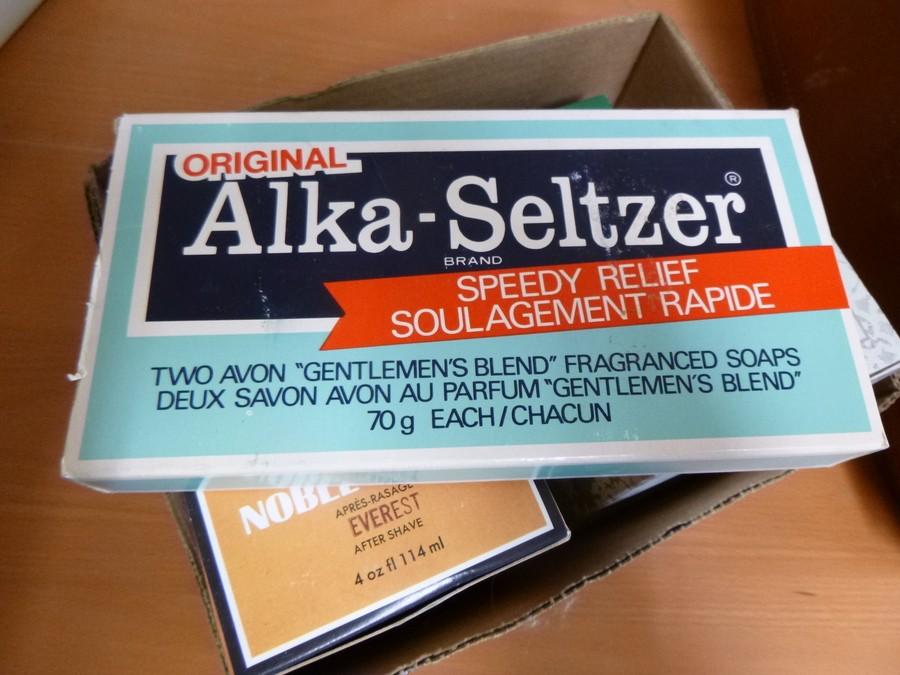 ORIGINAL
Alka-Seltzer®
BRAND
SPEEDY RELIEF
SOULAGEMENT RAPIDE
TWO AVON "GENTLEMEN'S BLEND" FRAGRANCED SOAPS
DEUX SAVON AVON AU PARFUM "GENTLEMEN'S BLEND"
70 g EACH/CHACUN
NOBLE
APRÈS-RASAGE
EVEREST
AFTER SHAVE
4 oz fl 114 ml